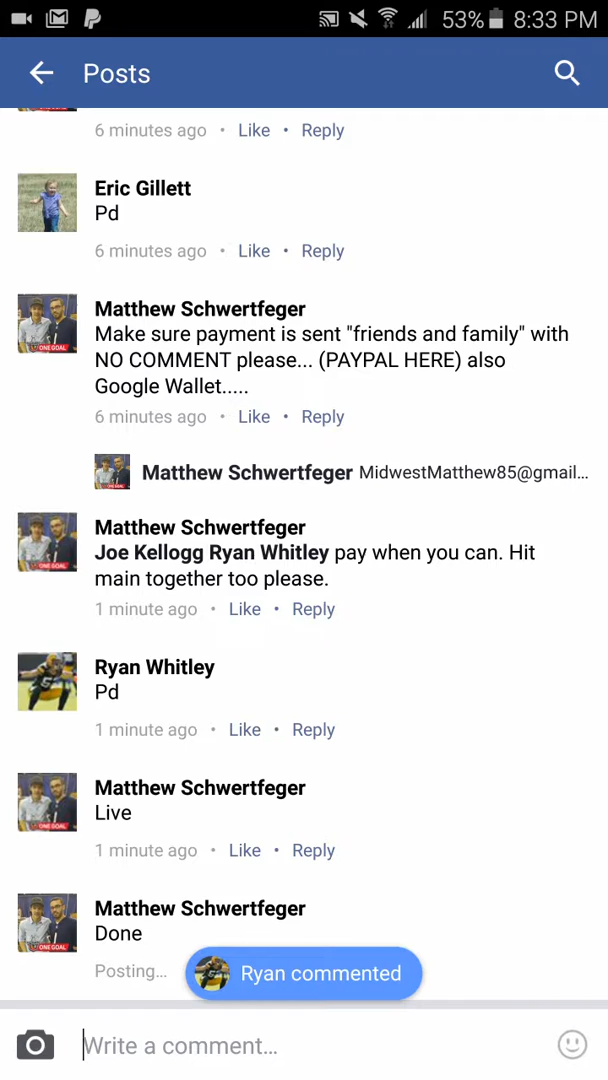 53% 8:33 PM
Posts
6 minutes ago • Like • Reply
Eric Gillett
Pd
6 minutes ago • Like • Reply
Matthew Schwertfeger
Make sure payment is sent "friends and family" with
NO COMMENT please... (PAYPAL HERE) also
Google Wallet.....
6 minutes ago • Like • Reply
Matthew Schwertfeger MidwestMatthew85@gmail...
Matthew Schwertfeger
Joe Kellogg Ryan Whitley pay when you can. Hit
main together too please.
1 minute ago • Like • Reply
Ryan Whitley
Pd
1 minute ago • Like • Reply
Matthew Schwertfeger
Live
1 minute ago • Like • Reply
Matthew Schwertfeger
Done
Posting...
Ryan commented
Write a comment...